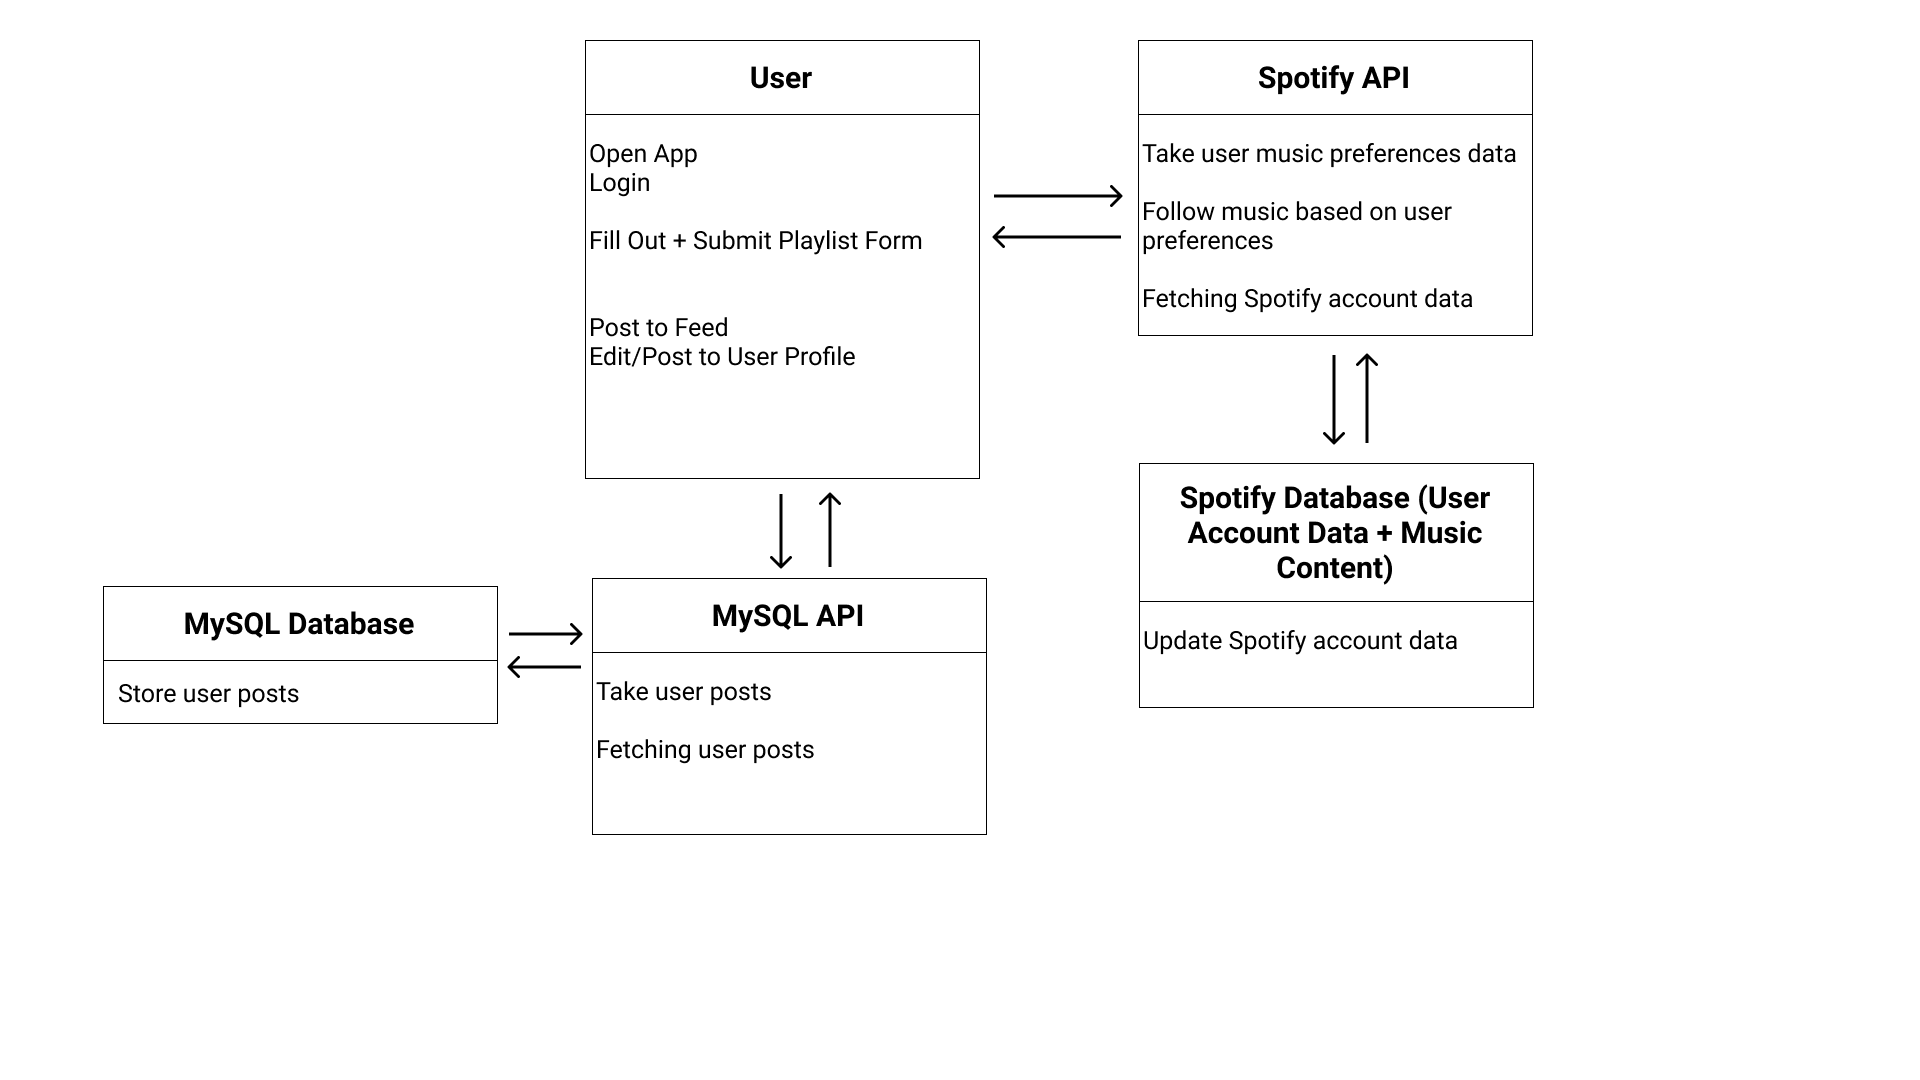 User
Open App
Login
Fill Out + Submit Playlist Form
Post to Feed
Edit/Post to User Profile
Spotify API
Take user music preferences data
Follow music based on user
preferences
Fetching Spotify account data
Spotify Database (User
Account Data + Music
Content)
Update Spotify account data
MySQL Database
Store user posts
MySQL API
Take user posts
Fetching user posts